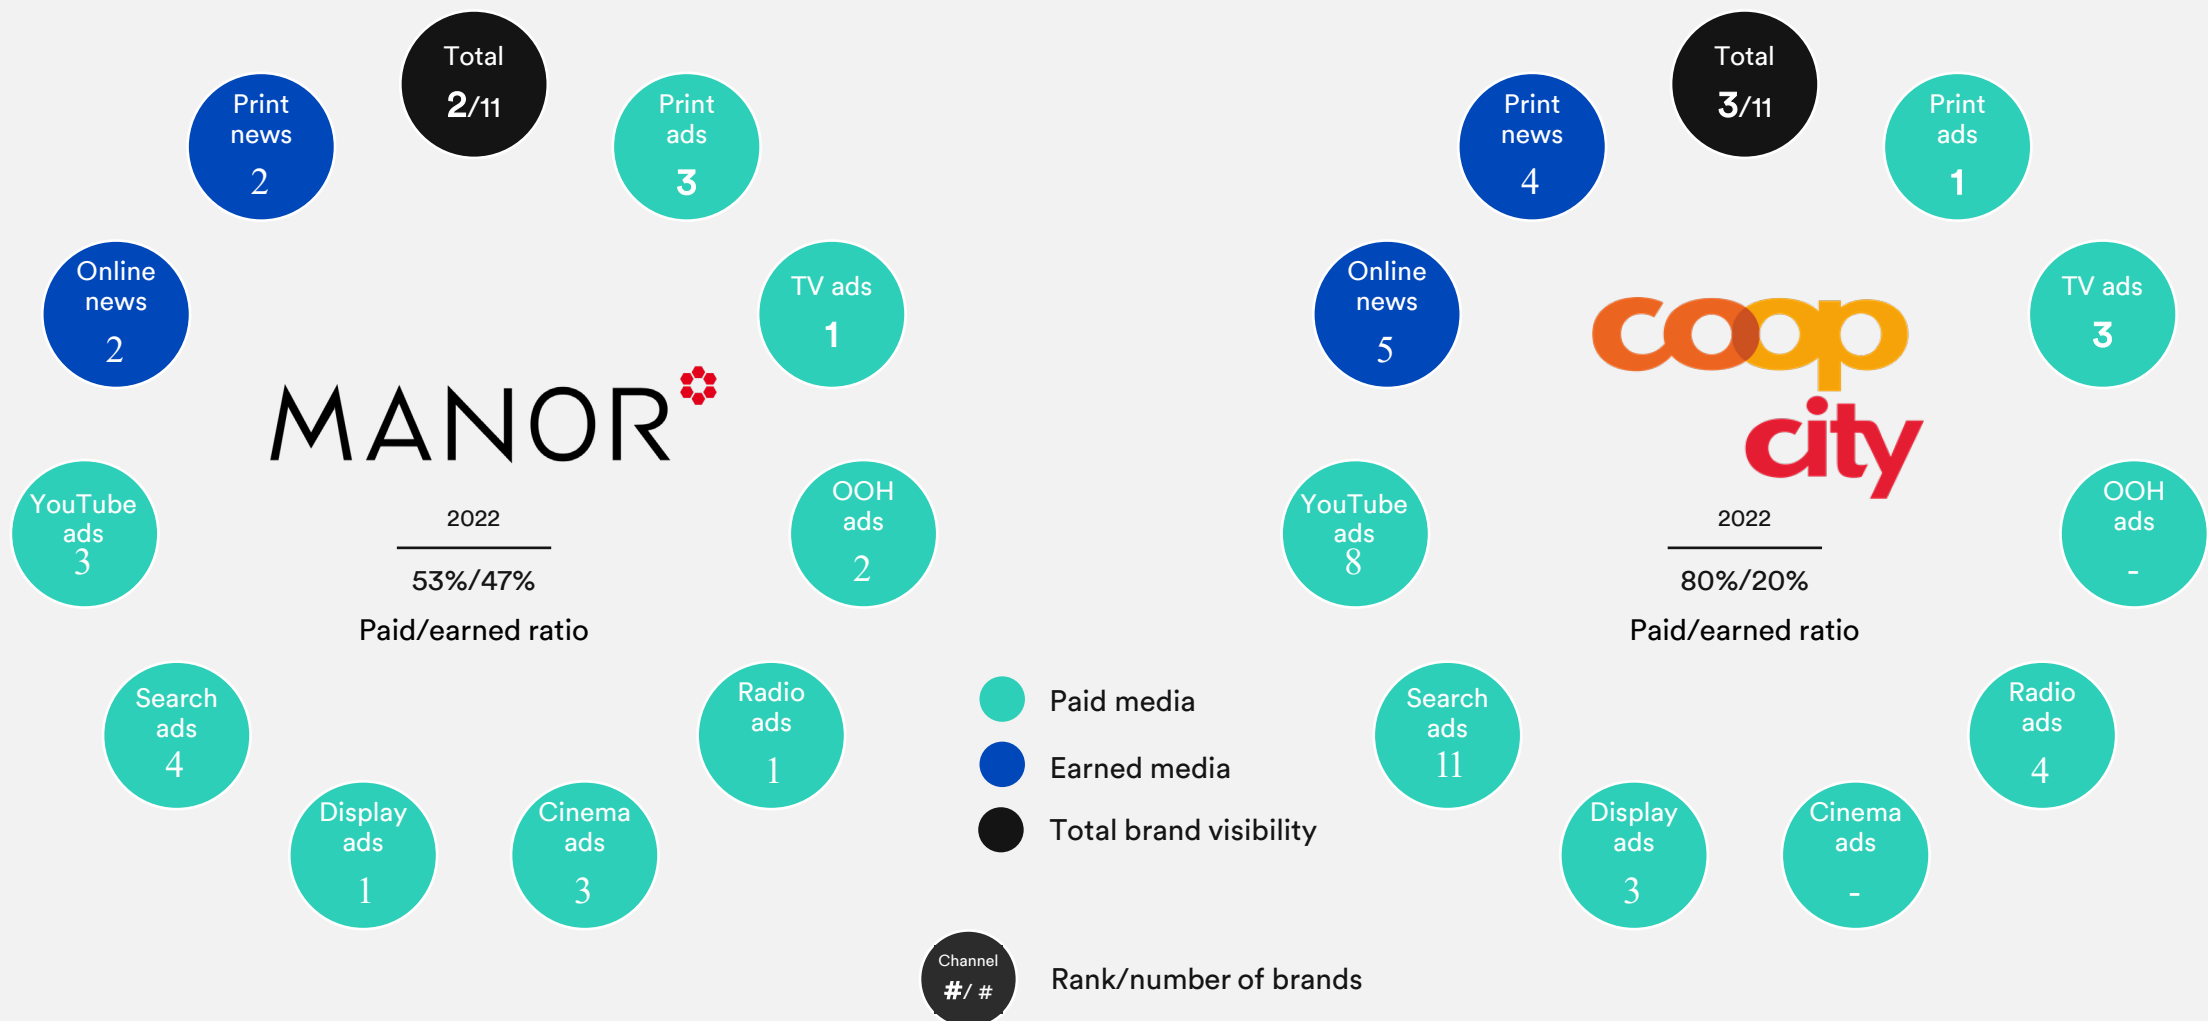 Total
2/11
Print
ads
3
TV ads
1
OOH
ads
2
Radio
ads
1
Cinema
ads
3
Display
ads
1
Search
ads
4
YouTube
ads
3
Online
news
2
Print
news
2
MANOR
2022
53%/47%
Paid/earned ratio
Total
3/11
Print
ads
1
TV ads
3
OOH
ads
-
Radio
ads
4
Cinema
ads
-
Display
ads
3
Search
ads
11
YouTube
ads
8
Online
news
5
Print
news
4
coop
city
2022
80%/20%
Paid/earned ratio
Paid media
Earned media
Total brand visibility
Channel
#/ #
Rank/number of brands